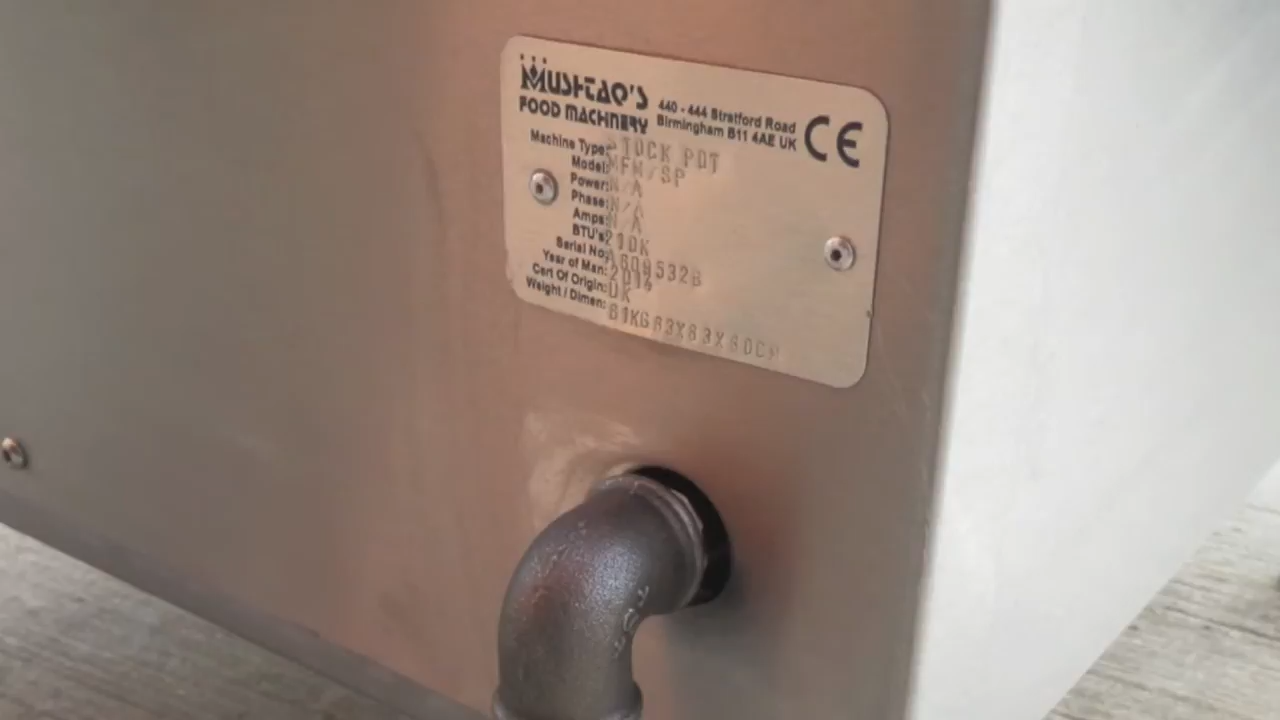 MUSHTAQ'S
FOOD MACHINERY
440 - 444 Stratford Road
Birmingham B11 4AE UK
CE
Machine Type: STOCK POT
Model: MFM/SP
Power: N/A
Phase: N/A
Amps: N/A
BTU's: 210K
Serial No:
Year of Man:
Cert Of Origin: UK
Weight / Dimen: